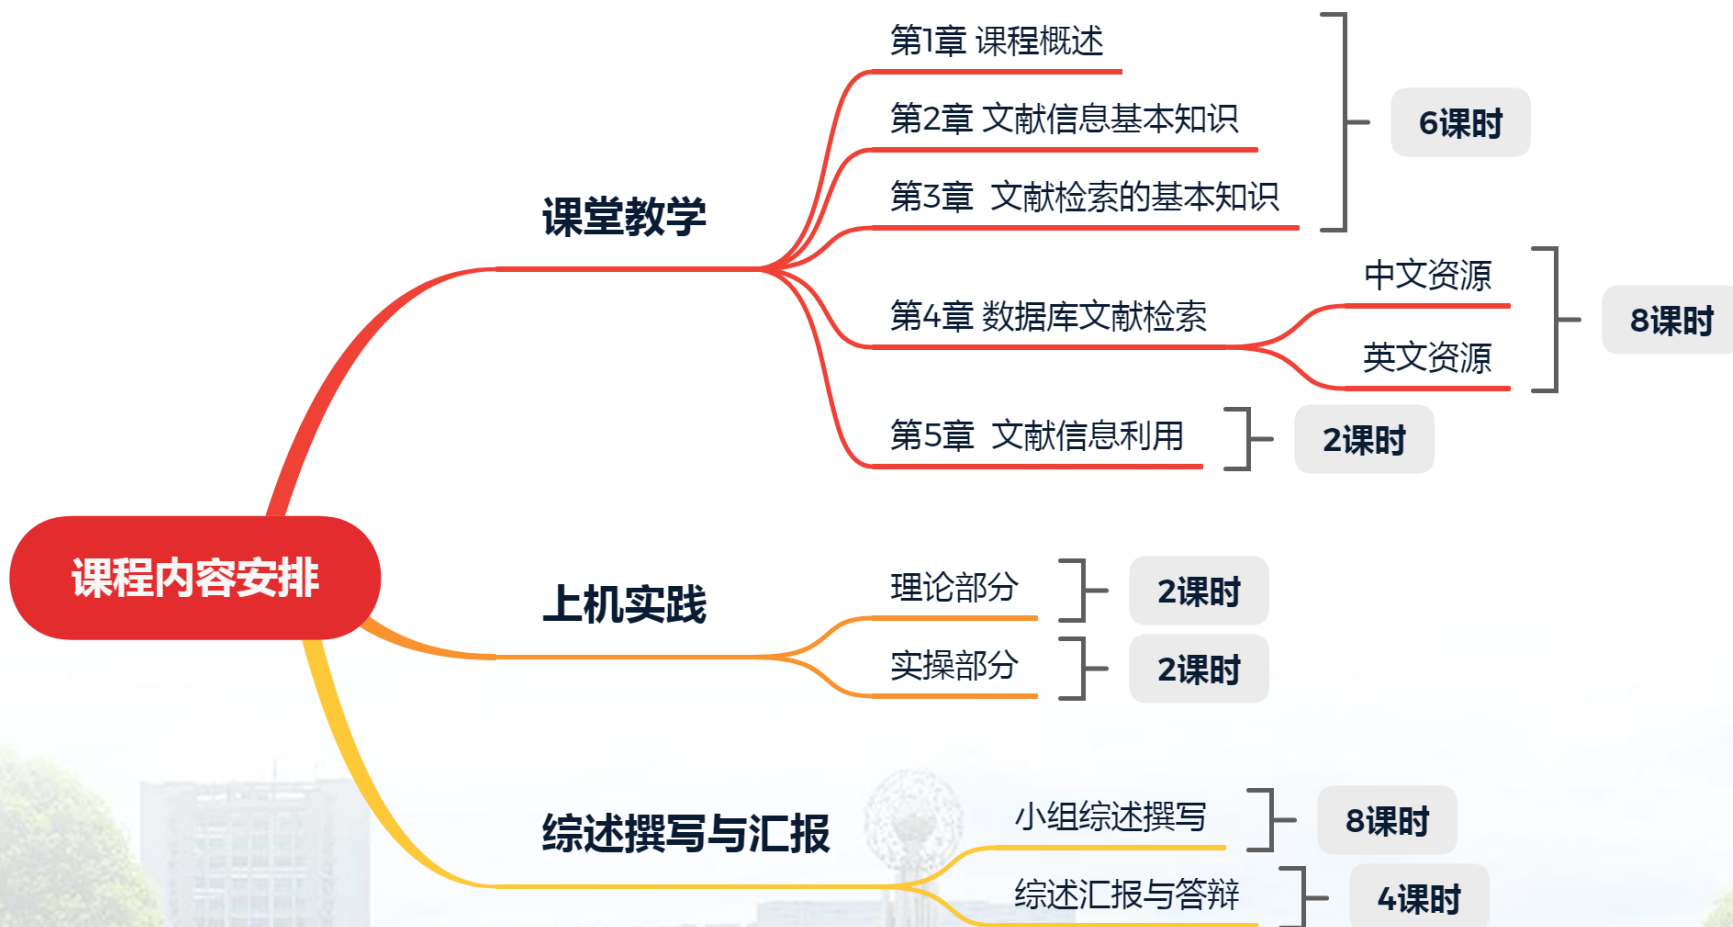 课程内容安排
课堂教学
第1章 课程概述
第2章 文献信息基本知识
第3章 文献检索的基本知识
6课时
第4章 数据库文献检索
中文资源
英文资源
8课时
第5章 文献信息利用
2课时
上机实践
理论部分
2课时
实操部分
2课时
综述撰写与汇报
小组综述撰写
8课时
综述汇报与答辩
4课时